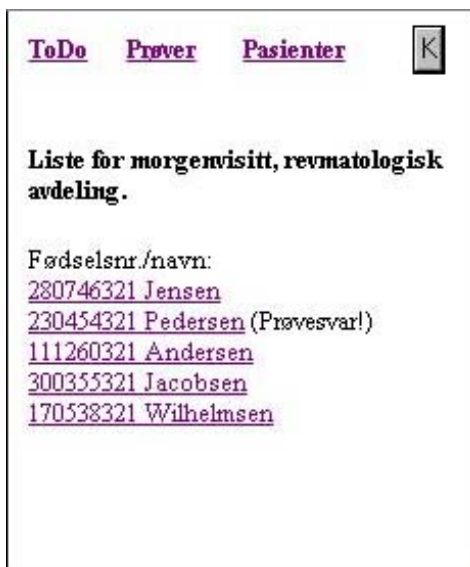 ToDo Prøver Pasienter K
Liste for morgenvisitt, revmatologisk
avdeling.
Fødselsnr./navn:
280746321 Jensen
230454321 Pedersen (Prøvesvar!)
111260321 Andersen
300355321 Jacobsen
170538321 Wilhelmsen